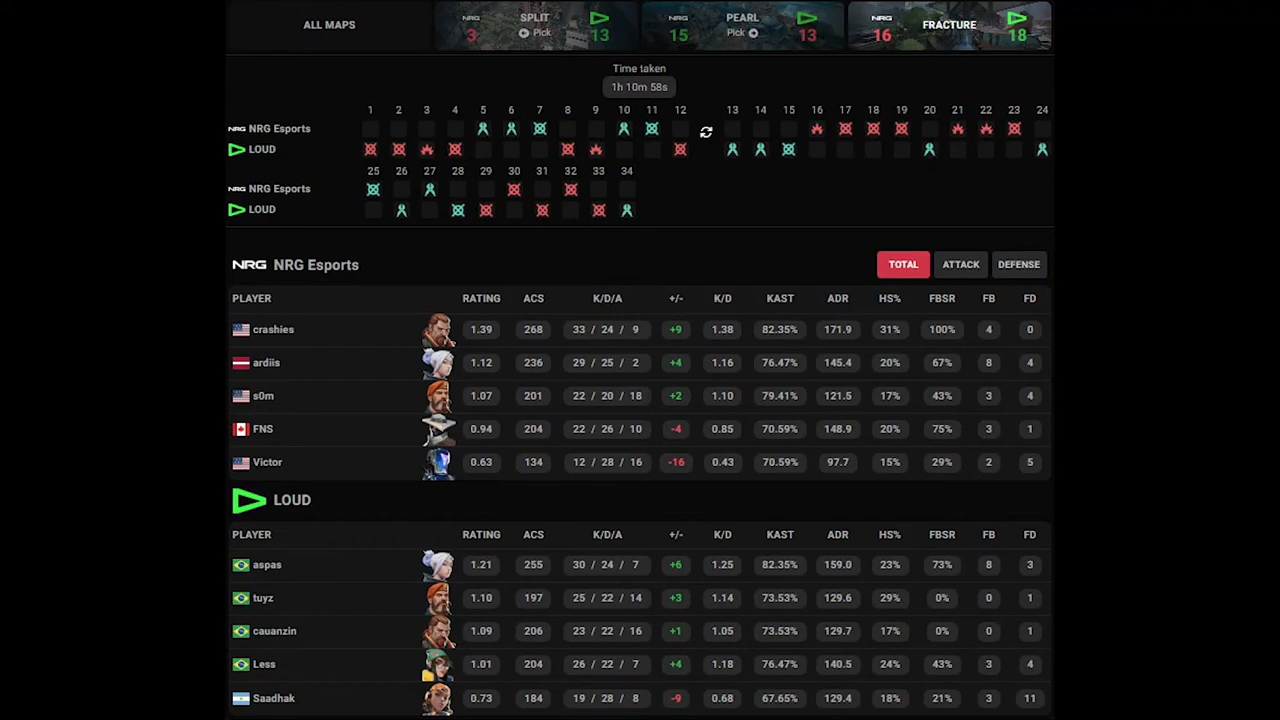 ALL MAPS
NRG 3 SPLIT Pick 13
NRG 15 PEARL Pick 13
NRG 16 FRACTURE 18
Time taken
1h 10m 58s
1 2 3 4 5 6 7 8 9 10 11 12 13 14 15 16 17 18 19 20 21 22 23 24
NRG NRG Esports
LOUD
25 26 27 28 29 30 31 32 33 34
NRG NRG Esports
LOUD
NRG NRG Esports TOTAL ATTACK DEFENSE
PLAYER RATING ACS K/D/A +/- K/D KAST ADR HS% FBSR FB FD
crashies 1.39 268 33 / 24 / 9 +9 1.38 82.35% 171.9 31% 100% 4 0
ardiis 1.12 236 29 / 25 / 2 +4 1.16 76.47% 145.4 20% 67% 8 4
s0m 1.07 201 22 / 20 / 18 +2 1.10 79.41% 121.5 17% 43% 3 4
FNS 0.94 204 22 / 26 / 10 -4 0.85 70.59% 148.9 20% 75% 3 1
Victor 0.63 134 12 / 28 / 16 -16 0.43 70.59% 97.7 15% 29% 2 5
LOUD
PLAYER RATING ACS K/D/A +/- K/D KAST ADR HS% FBSR FB FD
aspas 1.21 255 30 / 24 / 7 +6 1.25 82.35% 159.0 23% 73% 8 3
tuyz 1.10 197 25 / 22 / 14 +3 1.14 73.53% 129.6 29% 0% 0 1
cauanzin 1.09 206 23 / 22 / 16 +1 1.05 73.53% 129.7 17% 0% 0 1
Less 1.01 204 26 / 22 / 7 +4 1.18 76.47% 140.5 24% 43% 3 4
Saadhak 0.73 184 19 / 28 / 8 -9 0.68 67.65% 129.4 18% 21% 3 11